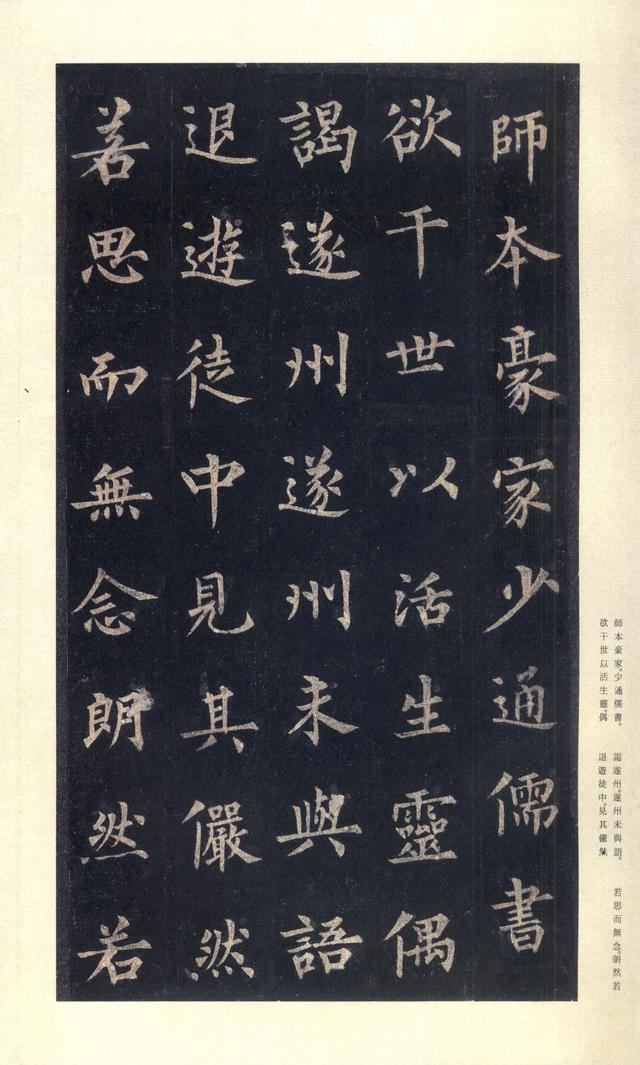 師本豪家少通儒書
欲干世以活生靈偶
謁遂州遂州未與語
退遊徒中見其儼然
若思而無念朗然若
師本豪家。少通儒書。
欲干世以活生靈。偶
謁遂州。遂州未與語。
退遊徒中。見其儼然
若思而無念。朗然若